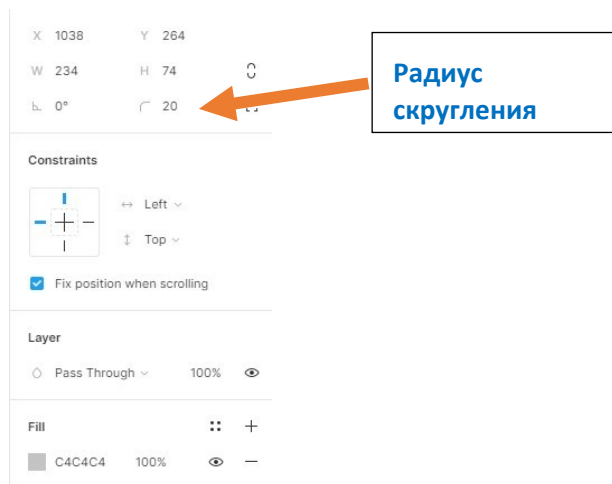 X 1038 Y 264
W 234 H 74
0° 20
Радиус
скругления
Constraints
Left
Top
Fix position when scrolling
Layer
Pass Through 100%
Fill
C4C4C4 100%